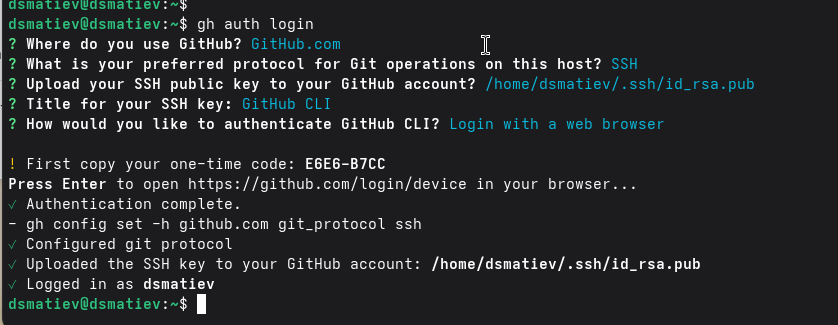 dsmatiev@dsmatiev:~$
dsmatiev@dsmatiev:~$ gh auth login
? Where do you use GitHub? GitHub.com
? What is your preferred protocol for Git operations on this host? SSH
? Upload your SSH public key to your GitHub account? /home/dsmatiev/.ssh/id_rsa.pub
? Title for your SSH key: GitHub CLI
? How would you like to authenticate GitHub CLI? Login with a web browser
! First copy your one-time code: E6E6-B7CC
Press Enter to open https://github.com/login/device in your browser...
✓ Authentication complete.
- gh config set -h github.com git_protocol ssh
✓ Configured git protocol
✓ Uploaded the SSH key to your GitHub account: /home/dsmatiev/.ssh/id_rsa.pub
✓ Logged in as dsmatiev
dsmatiev@dsmatiev:~$